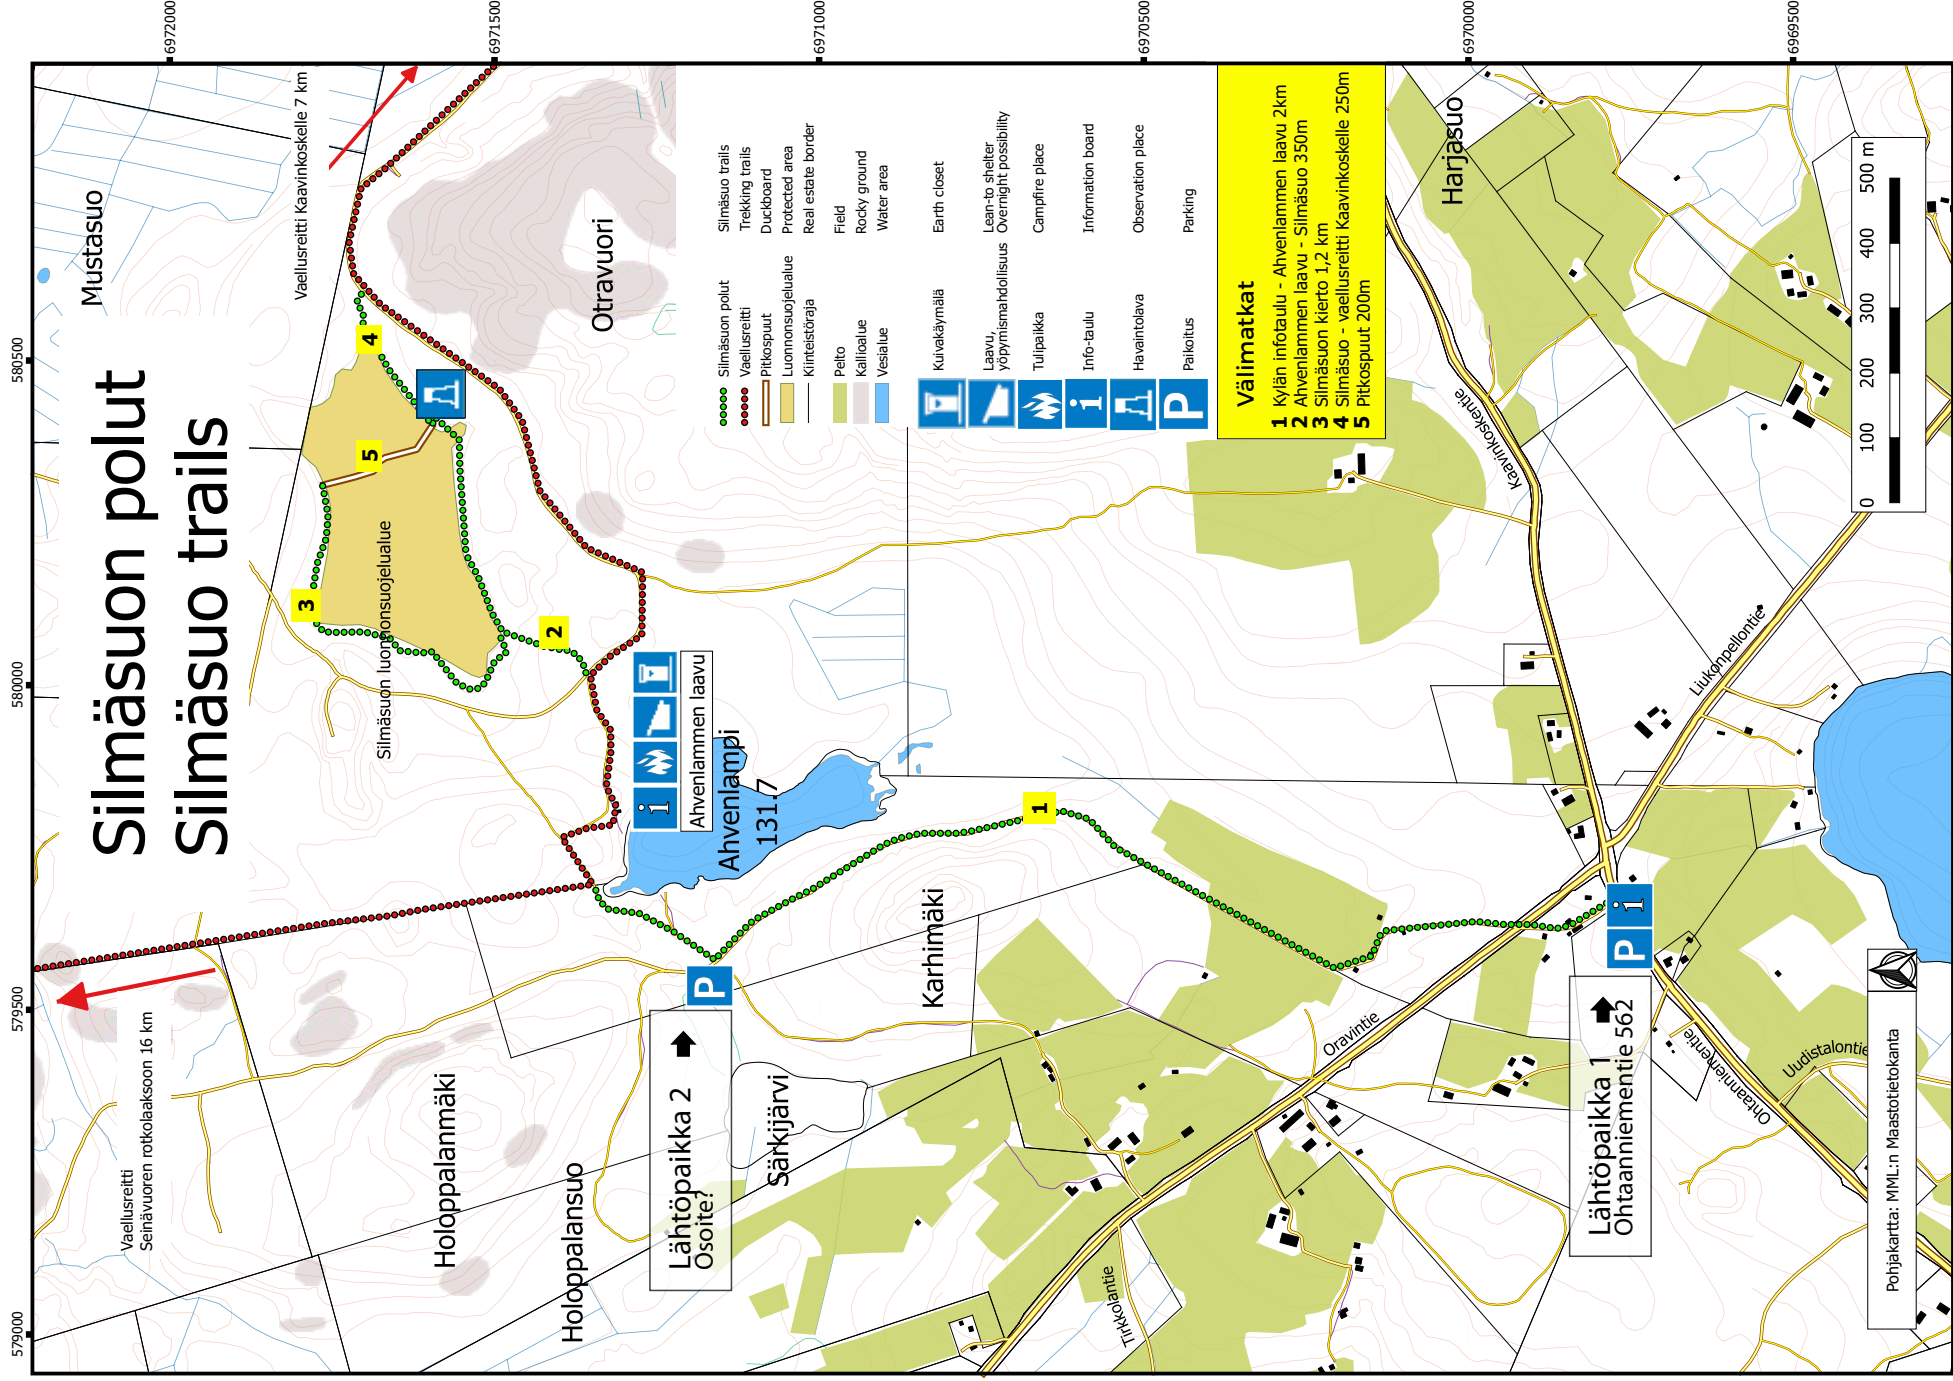 Silmäsuon polut
Silmäsuo trails
Mustasuo
Vaellusreitti Kaavinkoskelle 7 km
Otravuori
Silmäsuon luonnonsuojelualue
3
5
4
2
1
Vaellusreitti
Seinävuoren rotkolaaksoon 16 km
Holoppalanmäki
Holoppalansuo
Ahvenlammen laavu
i
Ahvenlampi
131.7
P
Lähtöpaikka 2
Osoite?
Särkijärvi
Karhimäki
Silmäsuon polut Silmäsuo trails
Vaellusreitti Trekking trails
Pitkospuut Duckboard
Luonnonsuojelualue Protected area
Kiinteistöraja Real estate border
Pelto Field
Kallioalue Rocky ground
Vesialue Water area
Kuivakäymälä Earth closet
Laavu, Lean-to shelter
yöpymismahdollisuus Overnight possibility
Tulipaikka Campfire place
i Info-taulu Information board
Havaintolava Observation place
P Paikoitus Parking
Välimatkat
1 Kylän infotaulu - Ahvenlammen laavu 2km
2 Ahvenlammen laavu - Silmäsuo 350m
3 Silmäsuon kierto 1,2 km
4 Silmäsuo - vaellusreitti Kaavinkoskelle 250m
5 Pitkospuut 200m
Harjasuo
Kaavinkoskentie
Liukonpellontie
Oravintie
Tirkkolantie
Ohtaanniementie
Uudistalontie
P i
Lähtöpaikka 1
Ohtaanniementie 562
0 100 200 300 400 500 m
Pohjakartta: MML:n Maastotietokanta
579000
579500
580000
580500
6972000
6971500
6971000
6970500
6970000
6969500